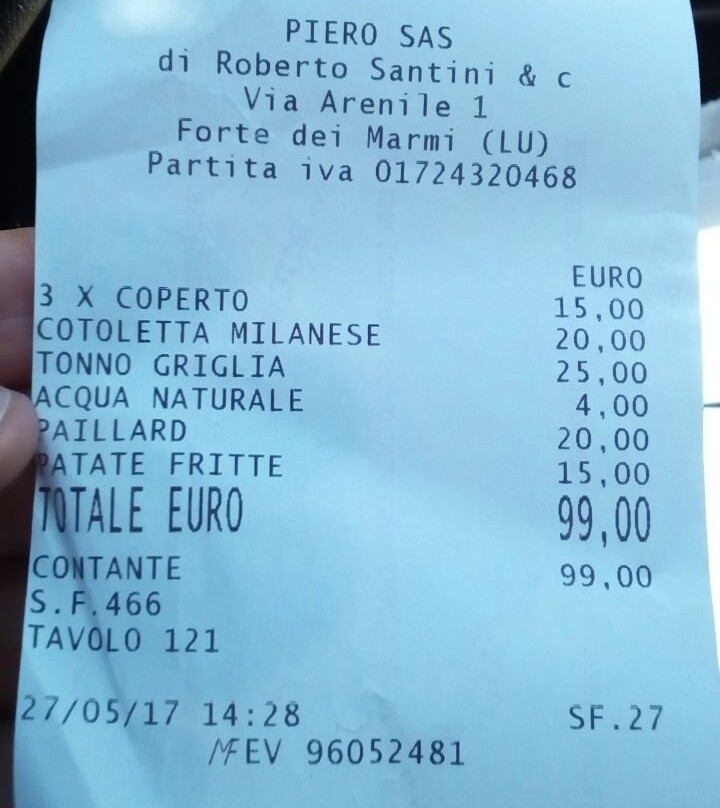 PIERO SAS
di Roberto Santini & c
Via Arenile 1
Forte dei Marmi (LU)
Partita iva 01724320468
EURO
3 X COPERTO 15,00
COTOLETTA MILANESE 20,00
TONNO GRIGLIA 25,00
ACQUA NATURALE 4,00
PAILLARD 20,00
PATATE FRITTE 15,00
TOTALE EURO 99,00
CONTANTE 99,00
S.F.466
TAVOLO 121
27/05/17 14:28 SF.27
MFEV 96052481